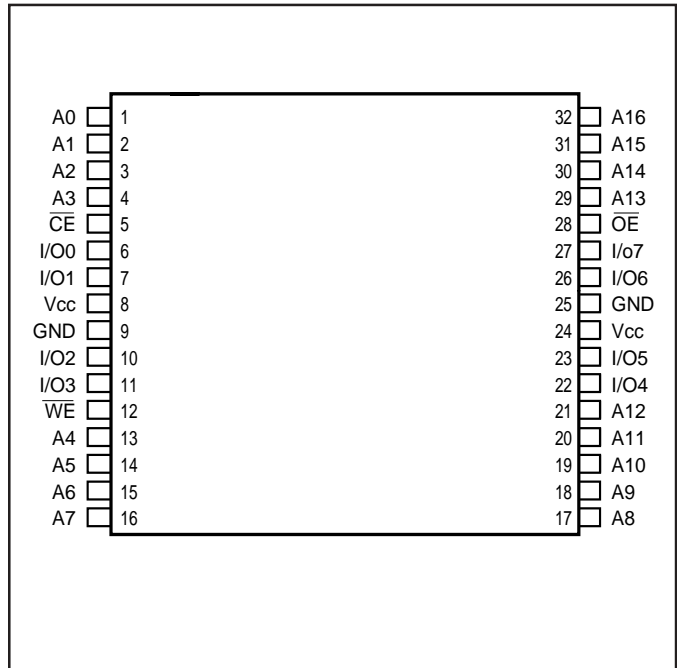 A0 1 32 A16
A1 2 31 A15
A2 3 30 A14
A3 4 29 A13
C̅E̅ 5 28 O̅E̅
I/O0 6 27 I/o7
I/O1 7 26 I/O6
Vcc 8 25 GND
GND 9 24 Vcc
I/O2 10 23 I/O5
I/O3 11 22 I/O4
W̅E̅ 12 21 A12
A4 13 20 A11
A5 14 19 A10
A6 15 18 A9
A7 16 17 A8